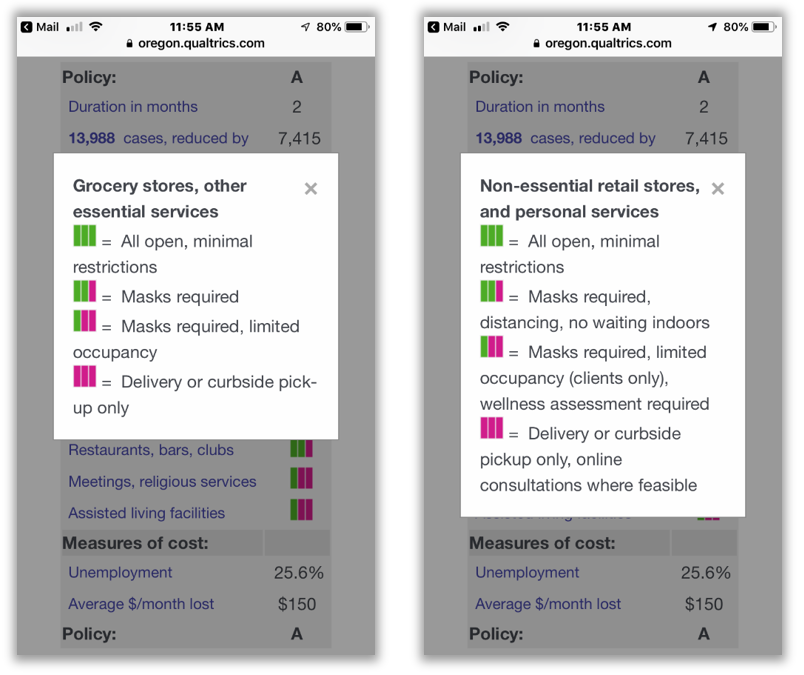 Mail 11:55 AM 80%
oregon.qualtrics.com
Policy: A
Duration in months 2
13,988 cases, reduced by 7,415
Grocery stores, other
essential services
×
= All open, minimal
restrictions
= Masks required
= Masks required, limited
occupancy
= Delivery or curbside pick-
up only
Restaurants, bars, clubs
Meetings, religious services
Assisted living facilities
Measures of cost:
Unemployment 25.6%
Average $/month lost $150
Policy: A
Mail 11:55 AM 80%
oregon.qualtrics.com
Policy: A
Duration in months 2
13,988 cases, reduced by 7,415
Non-essential retail stores,
and personal services
×
= All open, minimal
restrictions
= Masks required,
distancing, no waiting indoors
= Masks required, limited
occupancy (clients only),
wellness assessment required
= Delivery or curbside
pickup only, online
consultations where feasible
Measures of cost:
Unemployment 25.6%
Average $/month lost $150
Policy: A